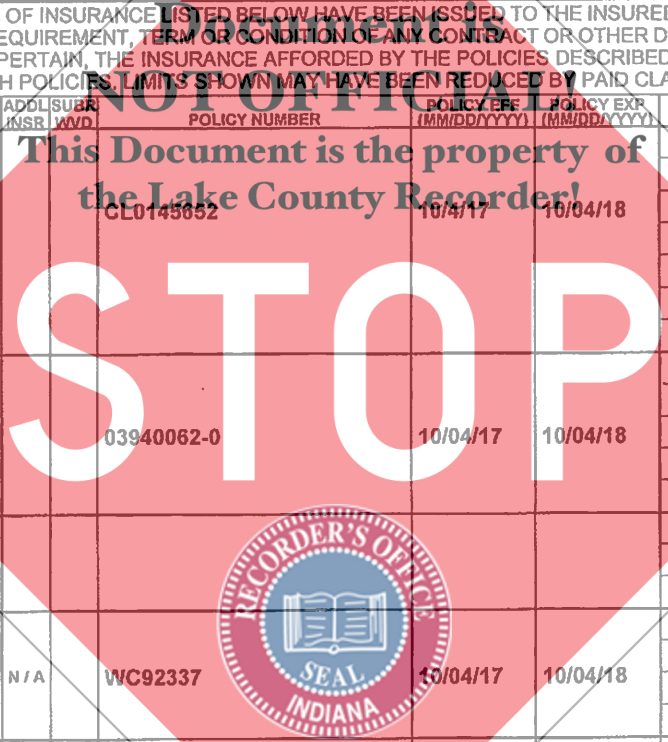 OF INSURANCE LISTED BELOW HAVE BEEN ISSUED TO THE INSURED
EQUIREMENT, TERM OR CONDITION OF ANY CONTRACT OR OTHER D
PERTAIN, THE INSURANCE AFFORDED BY THE POLICIES DESCRIBED
H POLICIES. LIMITS SHOWN MAY HAVE BEEN REDUCED BY PAID CLA
Document is
NOT OFFICIAL!
This Document is the property of
the Lake County Recorder!
ADDL SUBR POLICY EFF POLICY EXP
INSR WVD POLICY NUMBER (MM/DD/YYYY) (MM/DD/YYYY)
CL0145652 10/4/17 10/04/18
STOP
03940062-0 10/04/17 10/04/18
RECORDER'S OFFICE
SEAL
INDIANA
N/A WC92337 10/04/17 10/04/18